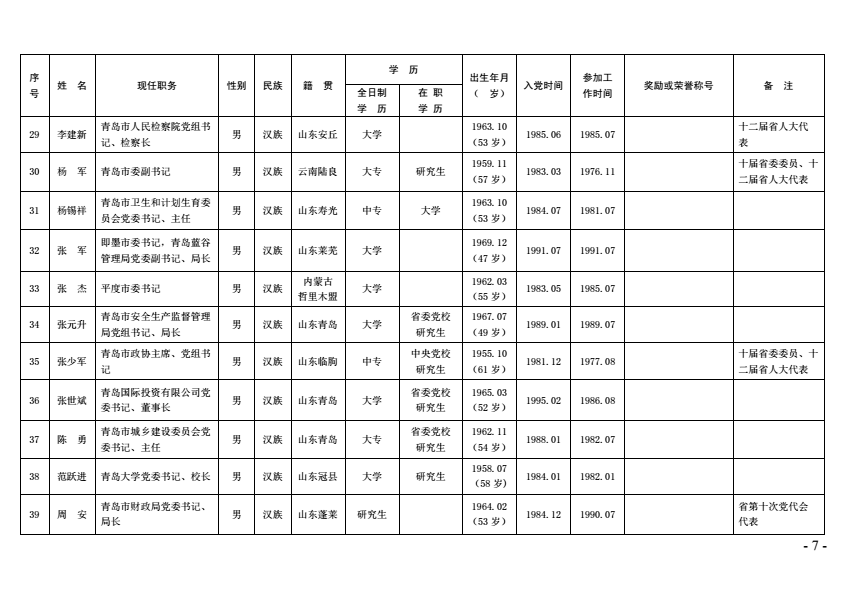 序号 姓 名 现任职务 性别 民族 籍 贯 学 历 出生年月（ 岁） 入党时间 参加工作时间 奖励或荣誉称号 备 注
全日制学 历 在 职学 历
29 李建新 青岛市人民检察院党组书记、检察长 男 汉族 山东安丘 大学 1963.10（53 岁） 1985.06 1985.07 十二届省人大代表
30 杨 军 青岛市委副书记 男 汉族 云南陆良 大专 研究生 1959.11（57 岁） 1983.03 1976.11 十届省委委员、十二届省人大代表
31 杨锡祥 青岛市卫生和计划生育委员会党委书记、主任 男 汉族 山东寿光 中专 大学 1963.10（53 岁） 1984.07 1981.07
32 张 军 即墨市委书记，青岛蓝谷管理局党委副书记、局长 男 汉族 山东莱芜 大学 1969.12（47 岁） 1991.07 1991.07
33 张 杰 平度市委书记 男 汉族 内蒙古哲里木盟 大学 1962.03（55 岁） 1983.05 1985.07
34 张元升 青岛市安全生产监督管理局党组书记、局长 男 汉族 山东青岛 大学 省委党校研究生 1967.07（49 岁） 1989.01 1989.07
35 张少军 青岛市政协主席、党组书记 男 汉族 山东临朐 中专 中央党校研究生 1955.10（61 岁） 1981.12 1977.08 十届省委委员、十二届省人大代表
36 张世斌 青岛国际投资有限公司党委书记、董事长 男 汉族 山东青岛 大学 省委党校研究生 1965.03（52 岁） 1995.02 1986.08
37 陈 勇 青岛市城乡建设委员会党委书记、主任 男 汉族 山东青岛 大专 省委党校研究生 1962.11（54 岁） 1988.01 1982.07
38 范跃进 青岛大学党委书记、校长 男 汉族 山东冠县 大学 研究生 1958.07（58 岁） 1984.01 1982.01
39 周 安 青岛市财政局党委书记、局长 男 汉族 山东蓬莱 研究生 1964.02（53 岁） 1984.12 1990.07 省第十次党代会代表
- 7 -